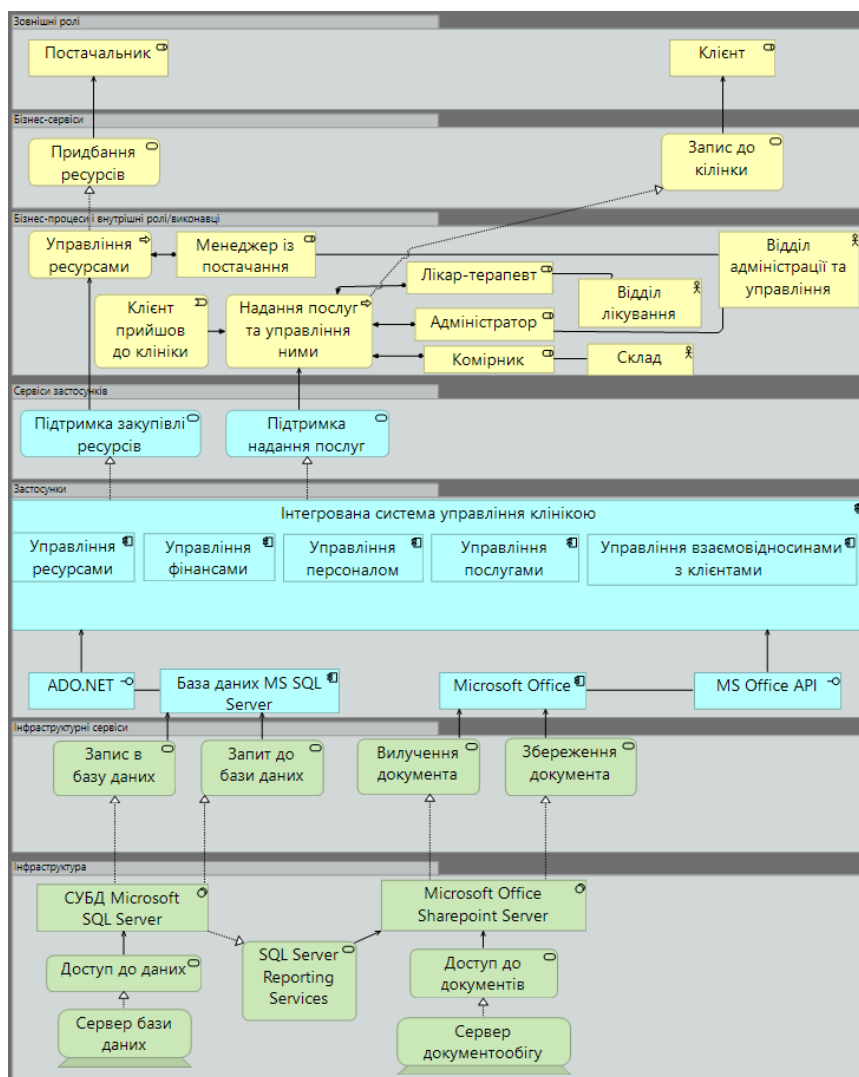 Зовнішні ролі
Постачальник
Клієнт
Бізнес-сервіси
Придбання
ресурсів
Запис до
кілінки
Бізнес-процеси і внутрішні ролі/виконавці
Управління
ресурсами
Менеджер із
постачання
Відділ
адміністрації та
управління
Лікар-терапевт
Відділ
лікування
Клієнт
прийшов
до клініки
Надання послуг
та управління
ними
Адміністратор
Комірник
Склад
Сервіси застосунків
Підтримка закупівлі
ресурсів
Підтримка
надання послуг
Застосунки
Інтегрована система управління клінікою
Управління
ресурсами
Управління
фінансами
Управління
персоналом
Управління
послугами
Управління взаємовідносинами
з клієнтами
ADO.NET
База даних MS SQL
Server
Microsoft Office
MS Office API
Інфраструктурні сервіси
Запис в
базу даних
Запит до
бази даних
Вилучення
документа
Збереження
документа
Інфраструктура
СУБД Microsoft
SQL Server
Microsoft Office
Sharepoint Server
SQL Server
Reporting
Services
Доступ до даних
Доступ до
документів
Сервер бази
даних
Сервер
документообігу